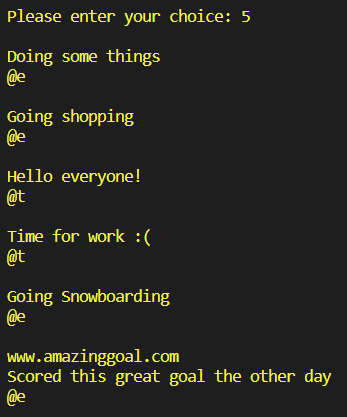 Please enter your choice: 5
Doing some things
@e
Going shopping
@e
Hello everyone!
@t
Time for work :(
@t
Going Snowboarding
@e
www.amazinggoal.com
Scored this great goal the other day
@e